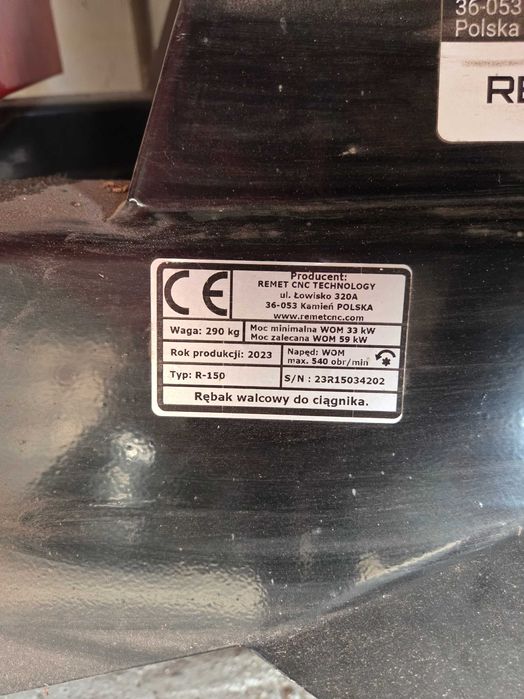 36-053
Polska
RE
CE
Producent:
REMET CNC TECHNOLOGY
ul. Łowisko 320A
36-053 Kamień POLSKA
www.remetcnc.com
Waga: 290 kg
Moc minimalna WOM 33 kW
Moc zalecana WOM 59 kW
Rok produkcji: 2023
Napęd: WOM
max. 540 obr/min
Typ: R-150
S/N : 23R15034202
Rębak walcowy do ciągnika.